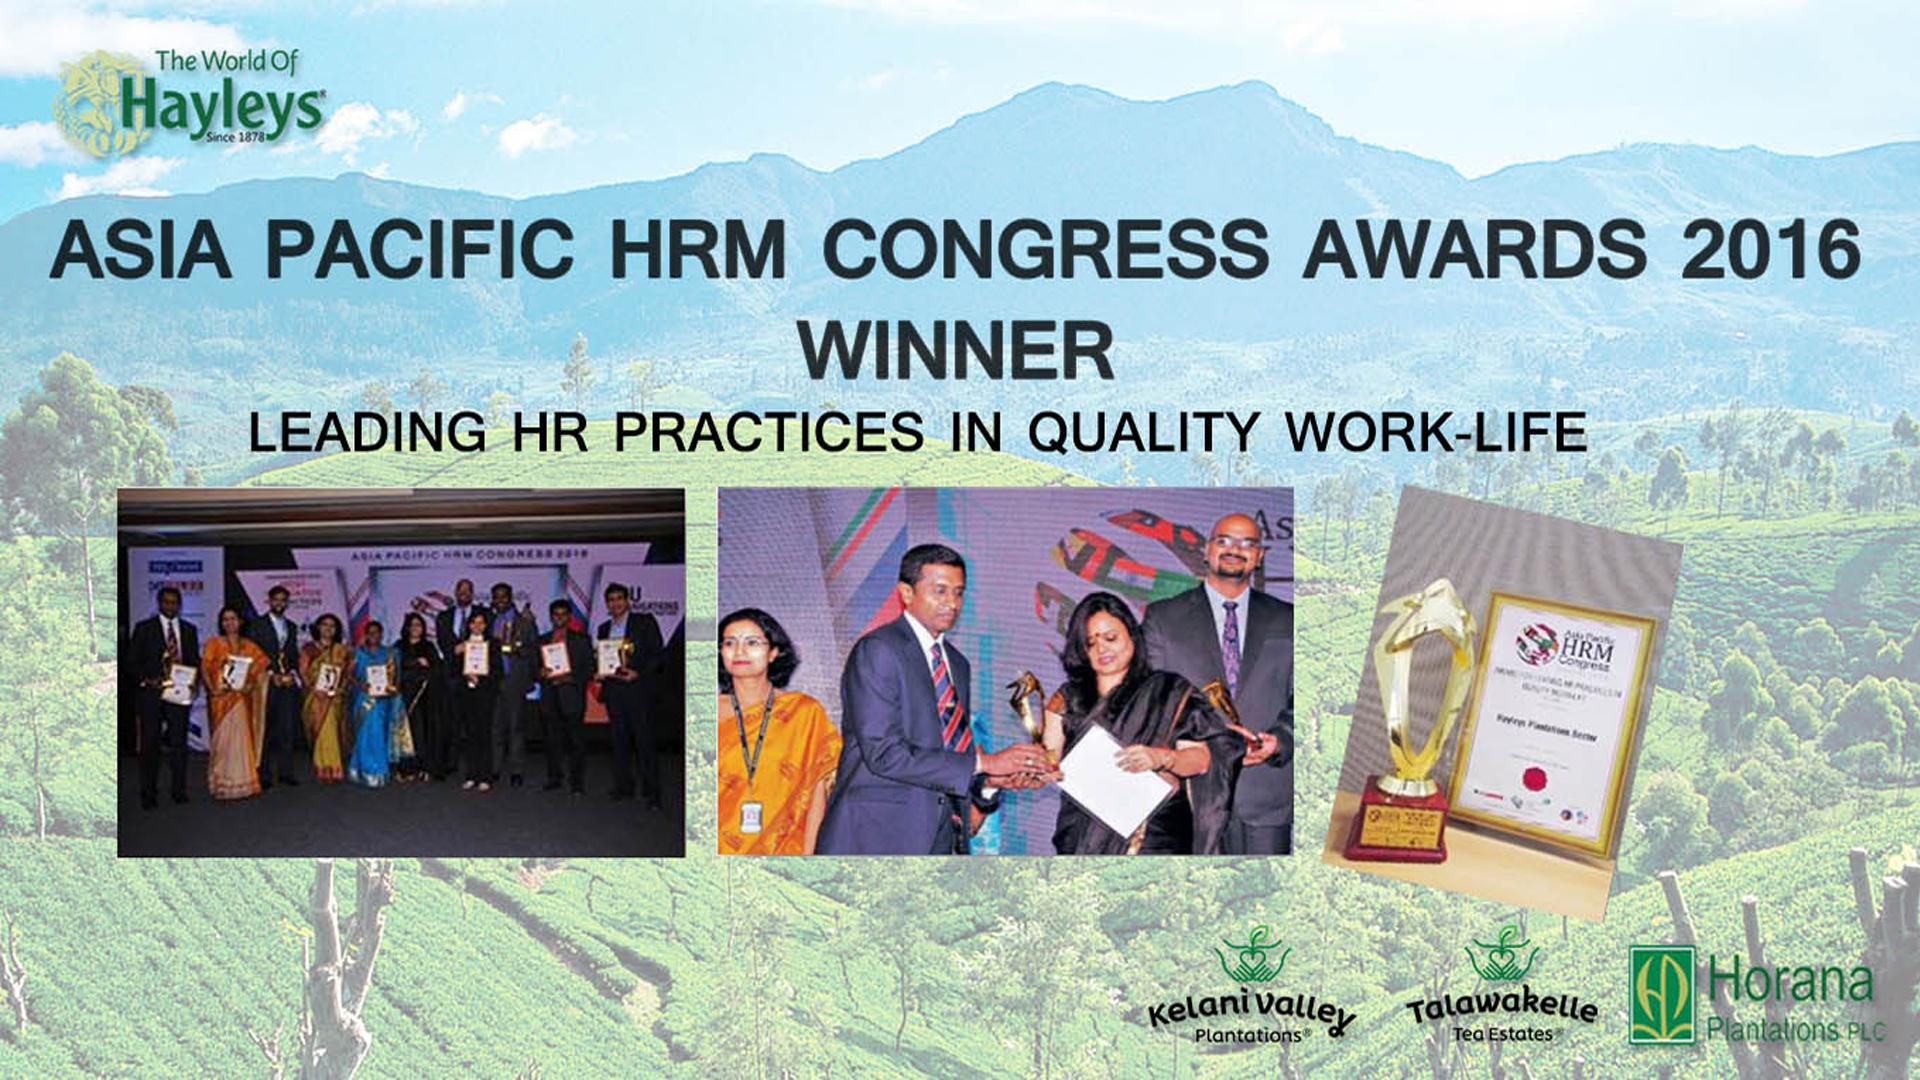 The World Of
Hayleys®
Since 1878
ASIA PACIFIC HRM CONGRESS AWARDS 2016
WINNER
LEADING HR PRACTICES IN QUALITY WORK-LIFE
ASIA PACIFIC HRM CONGRESS 2016
As
Asia Pacific
HRM
Congress
Hayleys Plantations Sector
Kelani Valley
Plantations®
Talawakelle
Tea Estates®
Horana
Plantations PLC